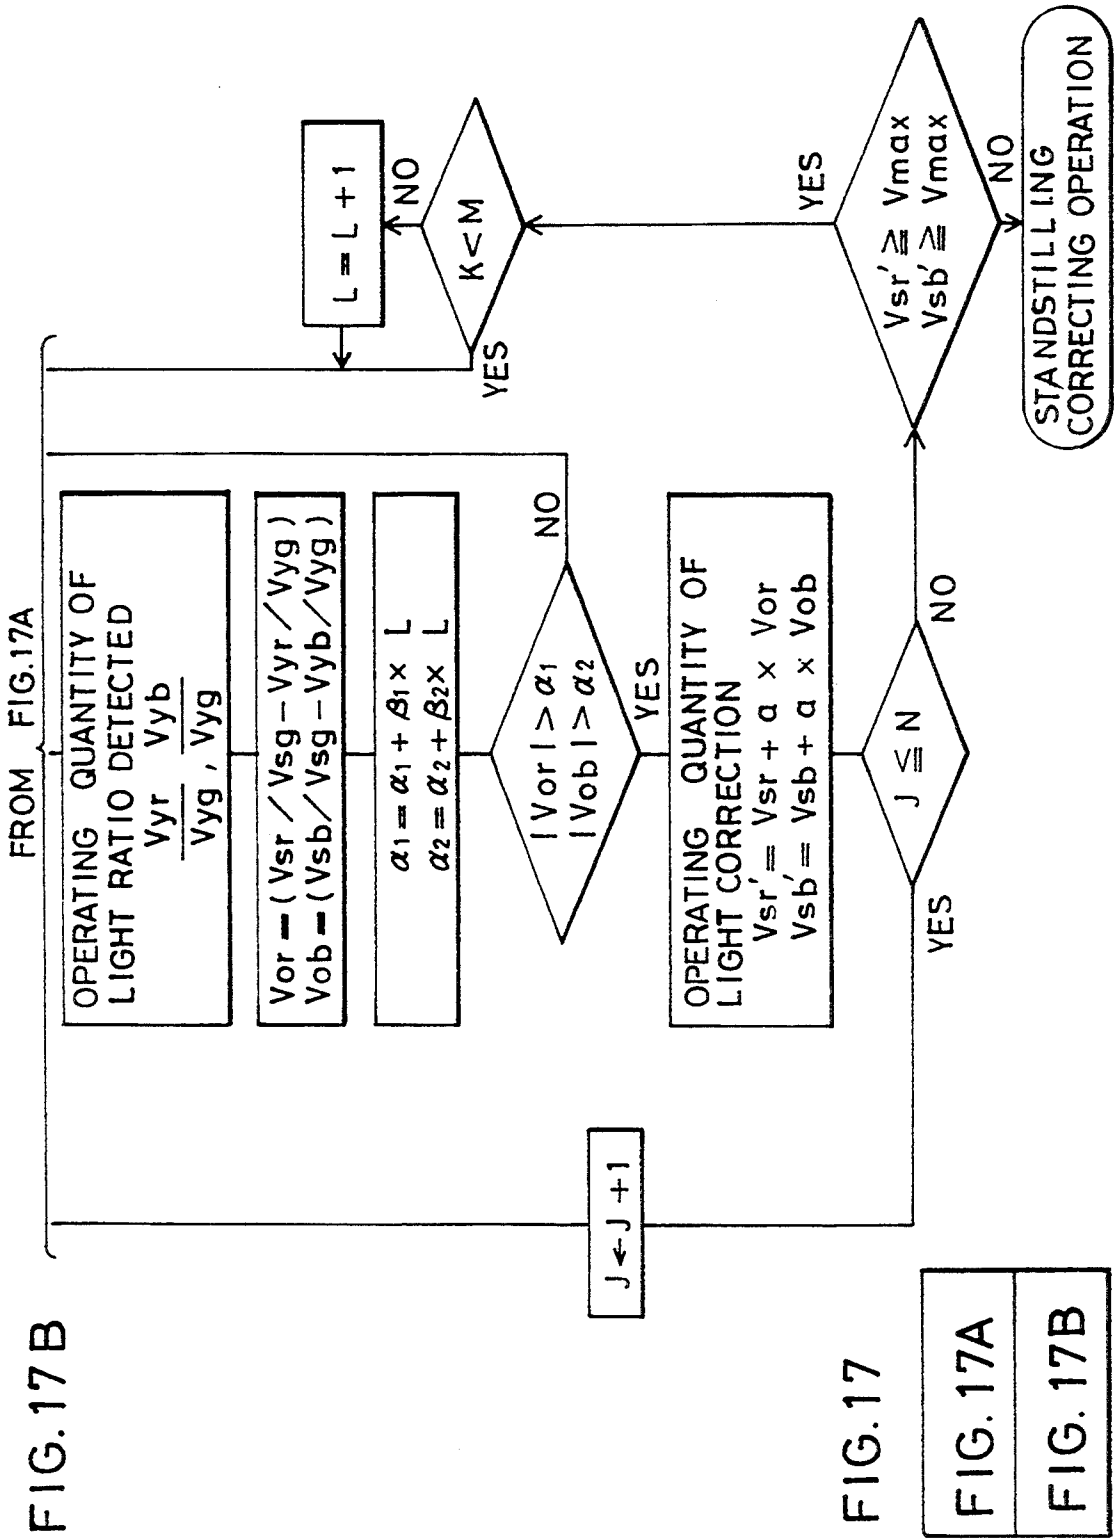 FIG. 17B
FROM FIG.17A
OPERATING QUANTITY OF
LIGHT RATIO DETECTED
Vyr Vyb
Vyg , Vyg
Vor = (Vsr/Vsg-Vyr/Vyg)
Vob = (Vsb/Vsg-Vyb/Vyg)
α1 = α1 + β1 × L
α2 = α2 + β2 × L
|Vor| > α1
|Vob| > α2
NO
YES
OPERATING QUANTITY OF
LIGHT CORRECTION
Vsr' = Vsr + a × Vor
Vsb' = Vsb + a × Vob
J ≦ N
YES
NO
J ← J + 1
L = L + 1
NO
K < M
YES
YES
Vsr' ≧ Vmax
Vsb' ≧ Vmax
NO
STANDSTILLING
CORRECTING OPERATION
FIG. 17
FIG. 17A
FIG. 17B